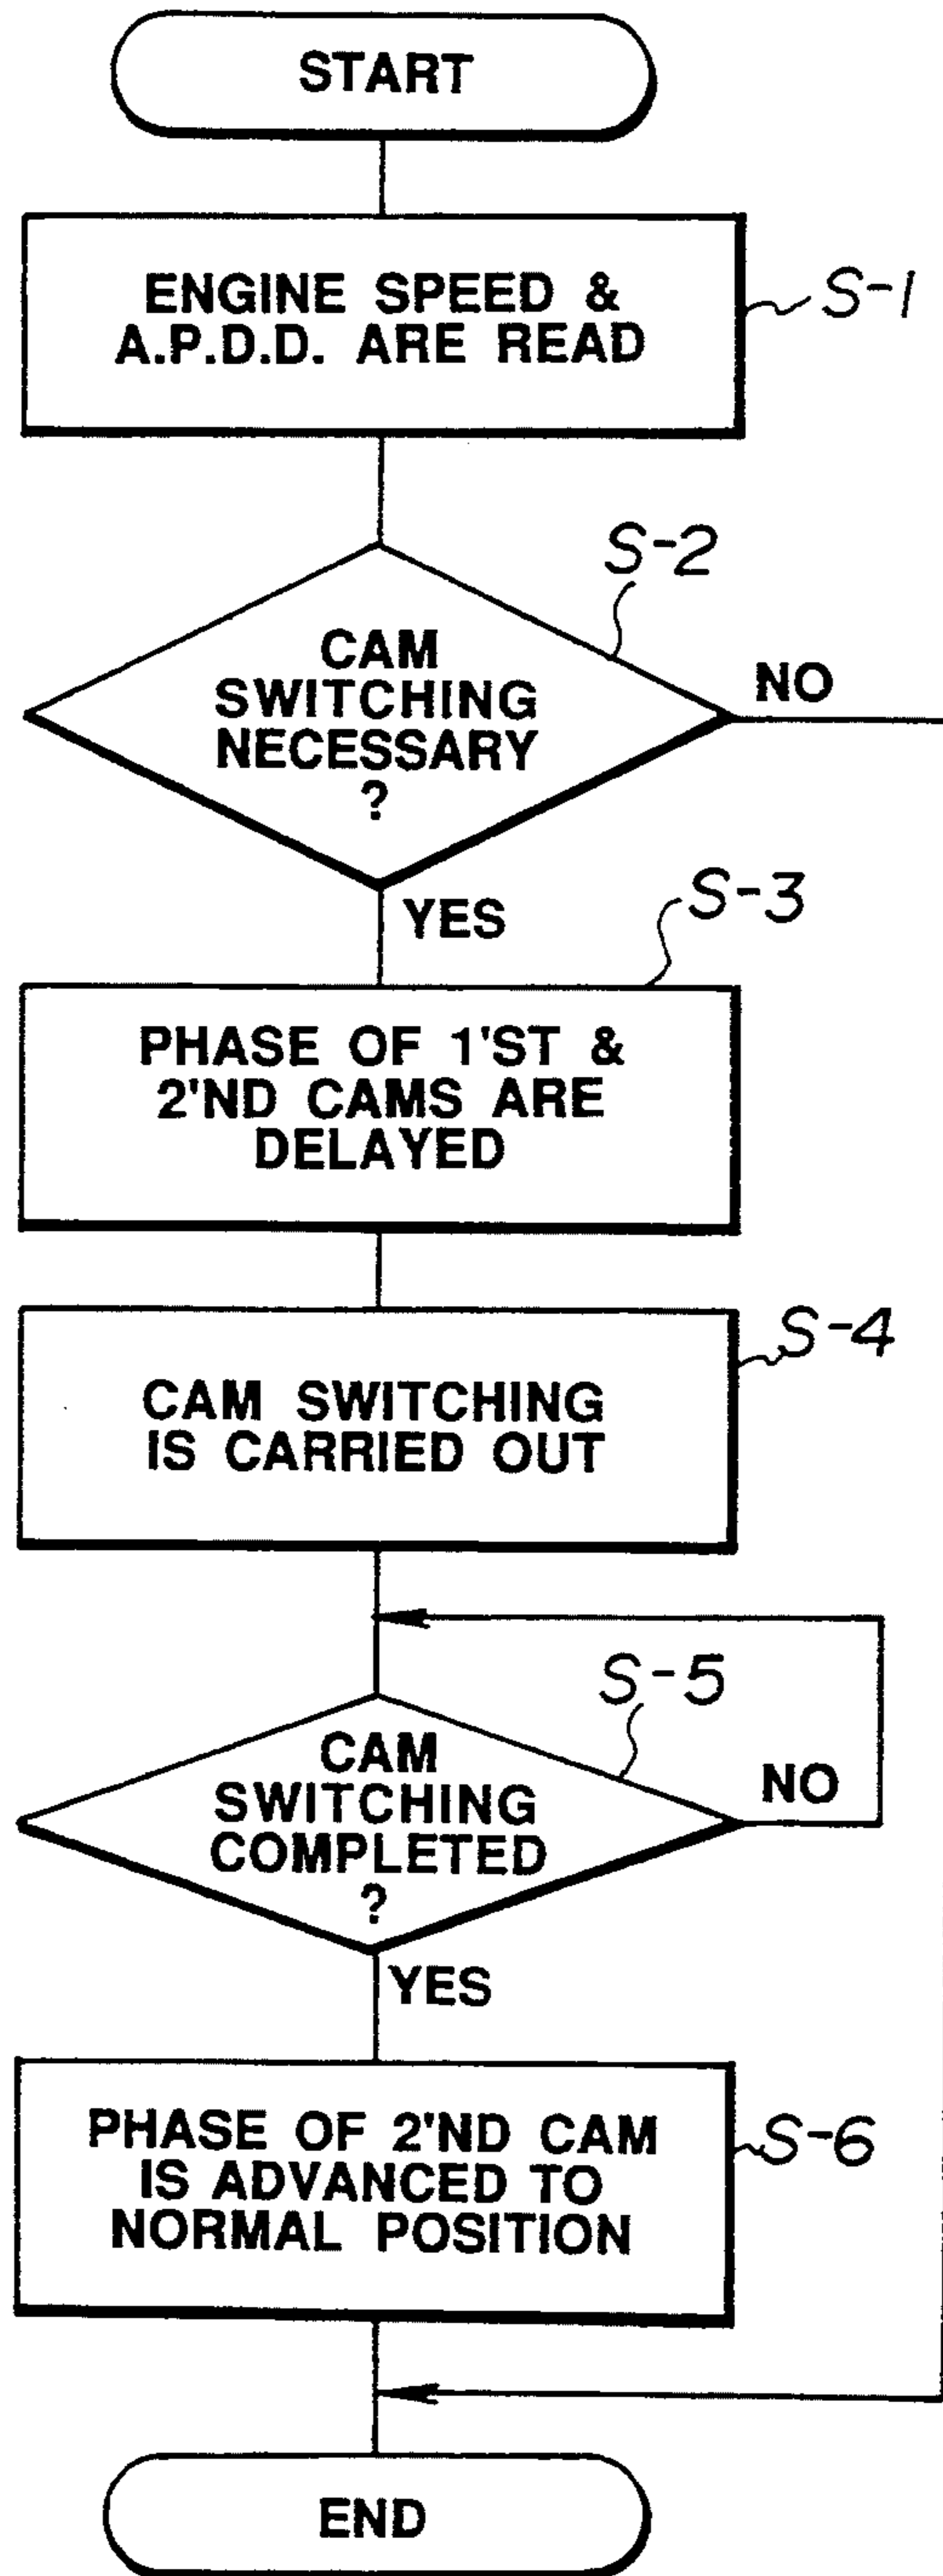 START
ENGINE SPEED &
A.P.D.D. ARE READ
S-1
S-2
CAM
SWITCHING
NECESSARY
?
NO
YES
S-3
PHASE OF 1'ST &
2'ND CAMS ARE
DELAYED
S-4
CAM SWITCHING
IS CARRIED OUT
S-5
CAM
SWITCHING
COMPLETED
?
NO
YES
PHASE OF 2'ND CAM
IS ADVANCED TO
NORMAL POSITION
S-6
END